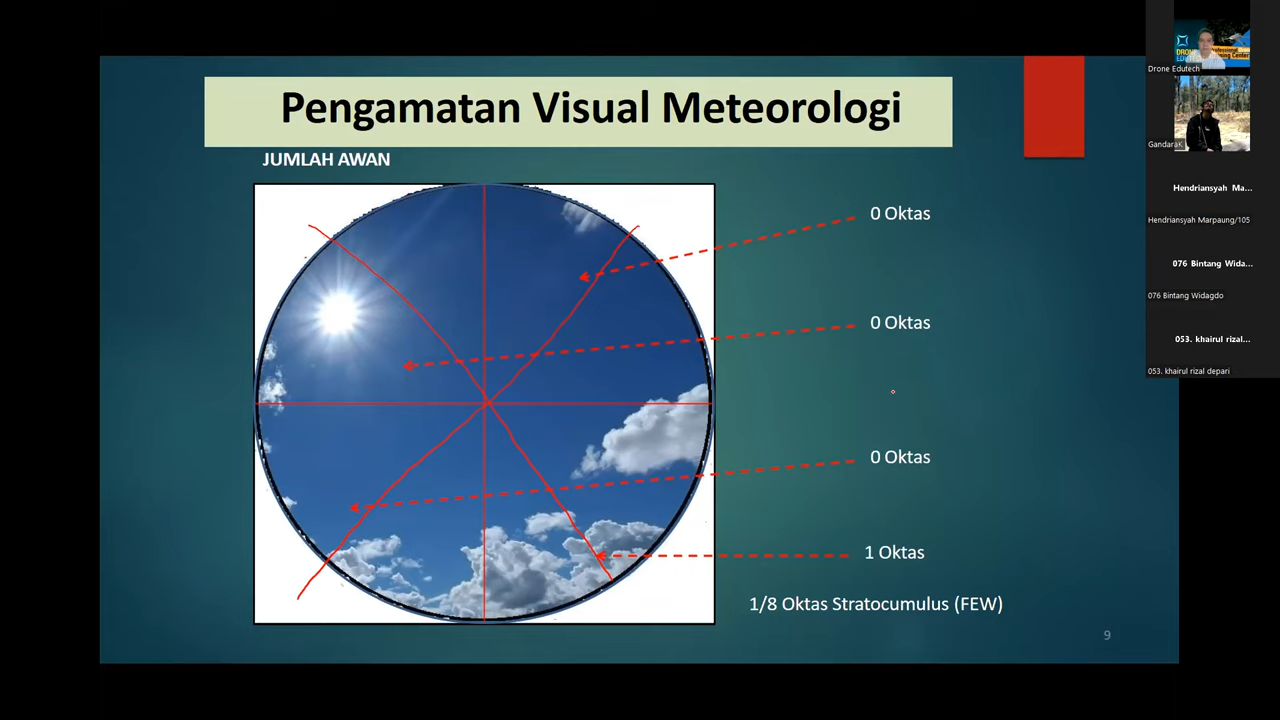 Pengamatan Visual Meteorologi
JUMLAH AWAN
0 Oktas
0 Oktas
0 Oktas
1 Oktas
1/8 Oktas Stratocumulus (FEW)
9
Drone Edutech
GandaraK
Hendriansyah Ma...
Hendriansyah Marpaung/105
076 Bintang Wida...
076 Bintang Widagdo
053. khairul rizal...
053. khairul rizal depari